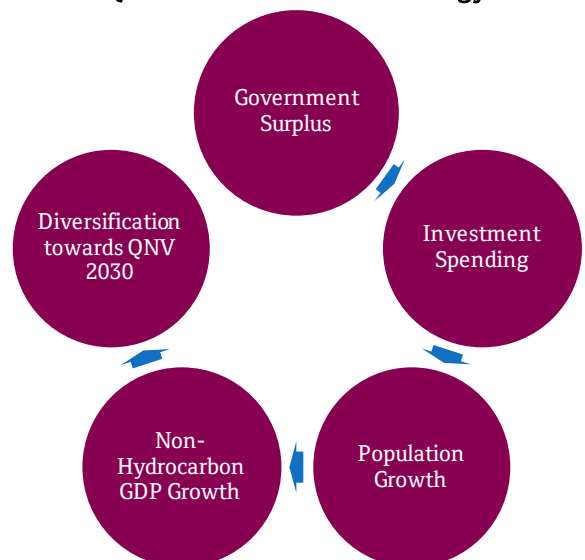 Government
Surplus
Investment
Spending
Population
Growth
Non-
Hydrocarbon
GDP Growth
Diversification
towards QNV
2030